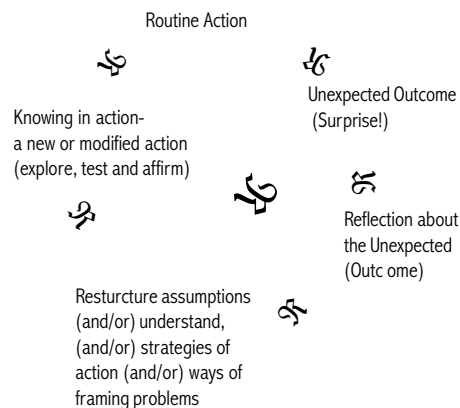 Routine Action
Unexpected Outcome
(Surprise!)
Knowing in action-
a new or modified action
(explore, test and affirm)
Reflection about
the Unexpected
(Outc ome)
Resturcture assumptions
(and/or) understand,
(and/or) strategies of
action (and/or) ways of
framing problems